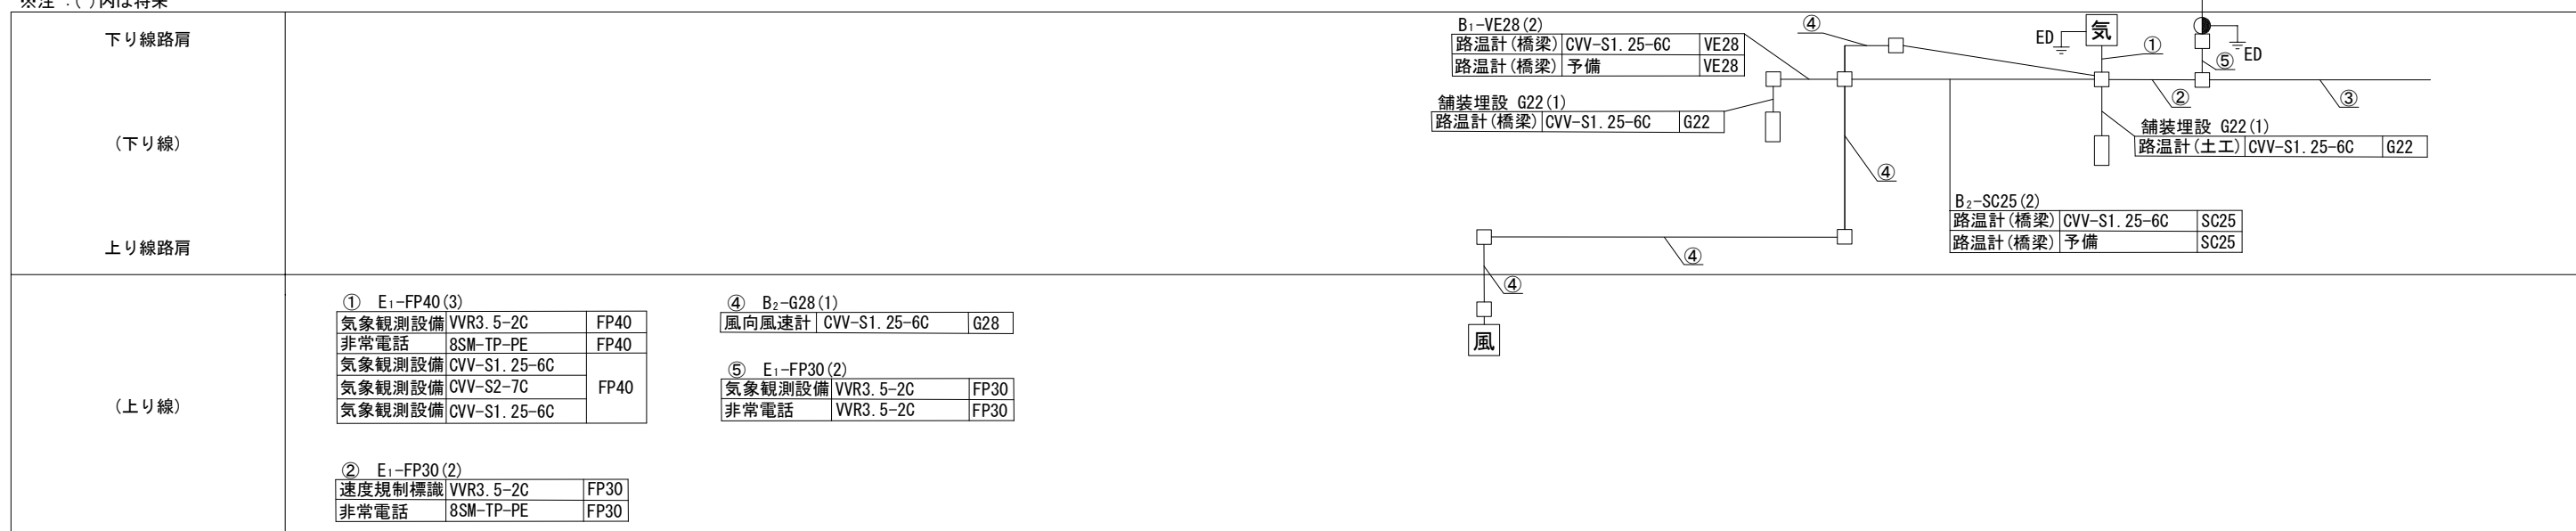 ※注 :( )内は将来
下り線路肩
(下り線)
上り線路肩
(上り線)
B₁-VE28(2)
路温計(橋梁) CVV-S1.25-6C VE28
路温計(橋梁) 予備 VE28
舗装埋設 G22(1)
路温計(橋梁) CVV-S1.25-6C G22
④
ED
気
①
ED
⑤
②
③
舗装埋設 G22(1)
路温計(土工) CVV-S1.25-6C G22
④
B₂-SC25(2)
路温計(橋梁) CVV-S1.25-6C SC25
路温計(橋梁) 予備 SC25
④
④
風
① E₁-FP40(3)
気象観測設備 VVR3.5-2C FP40
非常電話 8SM-TP-PE FP40
気象観測設備 CVV-S1.25-6C
気象観測設備 CVV-S2-7C FP40
気象観測設備 CVV-S1.25-6C
② E₁-FP30(2)
速度規制標識 VVR3.5-2C FP30
非常電話 8SM-TP-PE FP30
④ B₂-G28(1)
風向風速計 CVV-S1.25-6C G28
⑤ E₁-FP30(2)
気象観測設備 VVR3.5-2C FP30
非常電話 VVR3.5-2C FP30